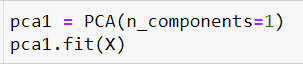 pca1 = PCA(n_components=1)
pca1.fit(X)